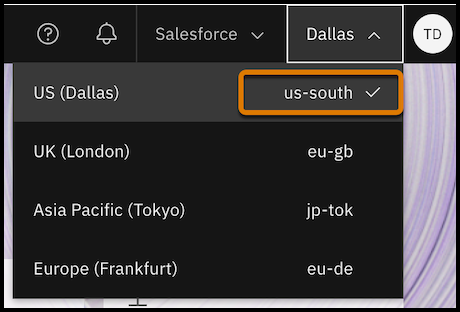 Salesforce Dallas TD
US (Dallas) us-south
UK (London) eu-gb
Asia Pacific (Tokyo) jp-tok
Europe (Frankfurt) eu-de